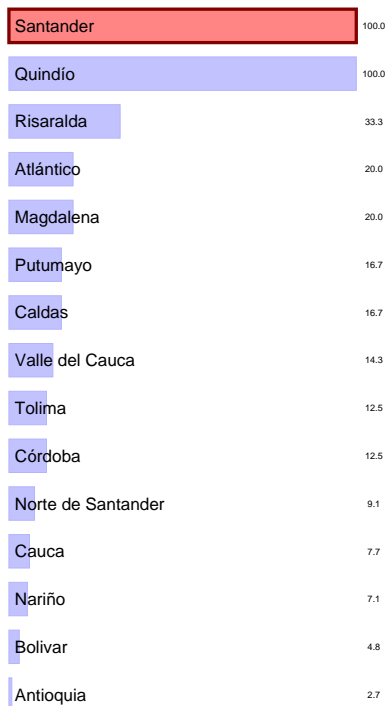 Santander 100.0
Quindío 100.0
Risaralda 33.3
Atlántico 20.0
Magdalena 20.0
Putumayo 16.7
Caldas 16.7
Valle del Cauca 14.3
Tolima 12.5
Córdoba 12.5
Norte de Santander 9.1
Cauca 7.7
Nariño 7.1
Bolivar 4.8
Antioquia 2.7